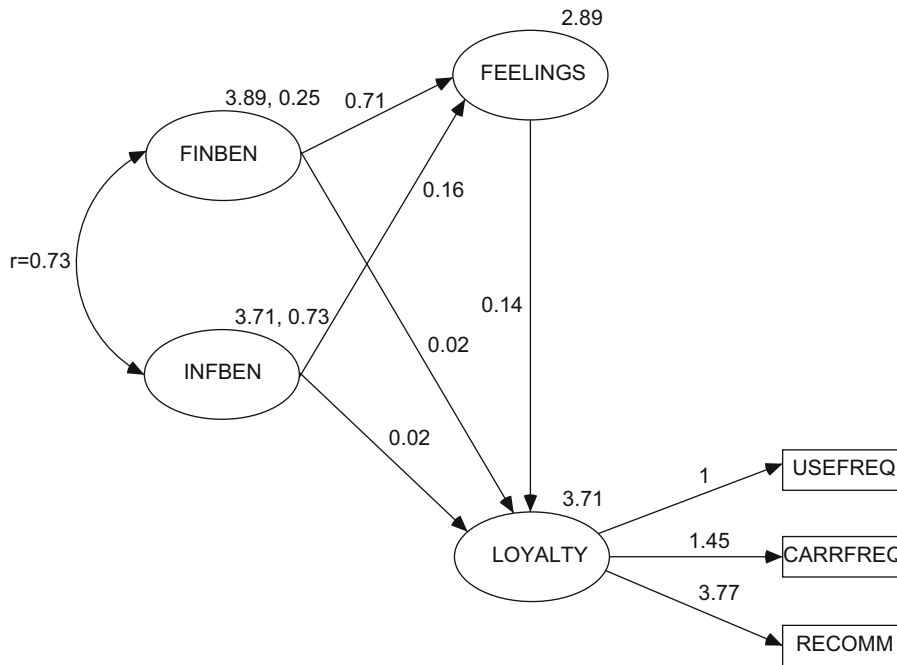 2.89
FEELINGS
3.89, 0.25
0.71
FINBEN
0.16
r=0.73
3.71, 0.73
0.14
0.02
INFBEN
0.02
3.71
USEFREQ
1
LOYALTY
1.45
CARRFREQ
3.77
RECOMM